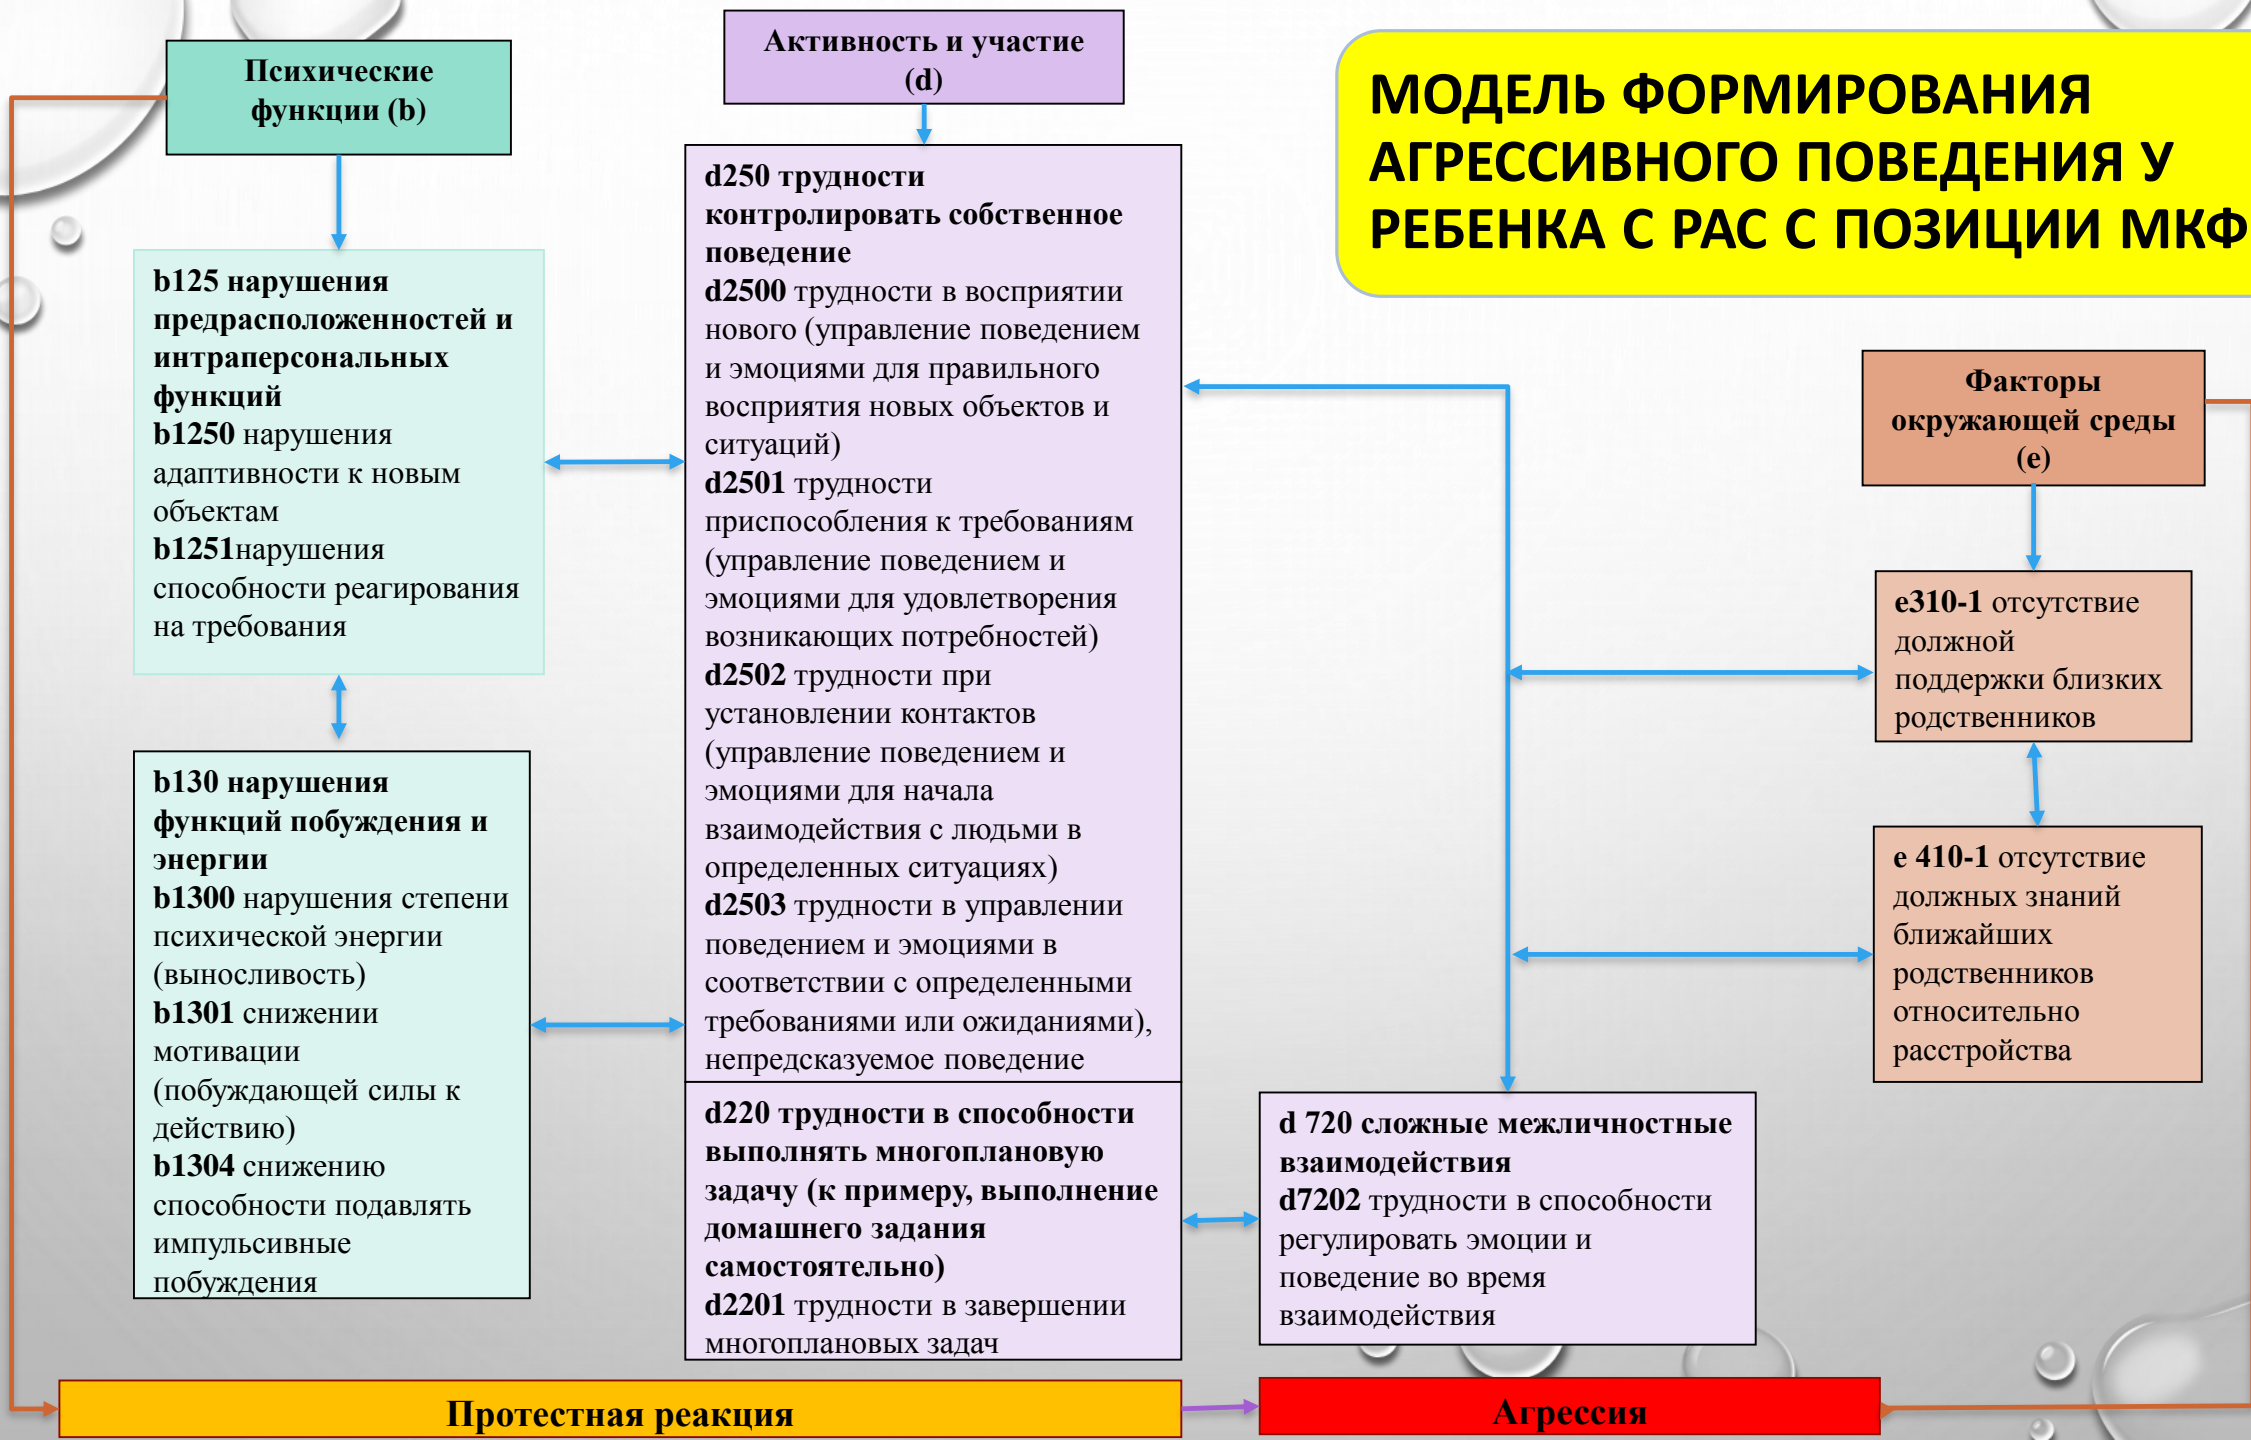 Психические
функции (b)
Активность и участие
(d)
МОДЕЛЬ ФОРМИРОВАНИЯ
АГРЕССИВНОГО ПОВЕДЕНИЯ У
РЕБЕНКА С РАС С ПОЗИЦИИ МКФ
b125 нарушения
предрасположенностей и
интраперсональных
функций
b1250 нарушения
адаптивности к новым
объектам
b1251нарушения
способности реагирования
на требования
b130 нарушения
функций побуждения и
энергии
b1300 нарушения степени
психической энергии
(выносливость)
b1301 снижении
мотивации
(побуждающей силы к
действию)
b1304 снижению
способности подавлять
импульсивные
побуждения
d250 трудности
контролировать собственное
поведение
d2500 трудности в восприятии
нового (управление поведением
и эмоциями для правильного
восприятия новых объектов и
ситуаций)
d2501 трудности
приспособления к требованиям
(управление поведением и
эмоциями для удовлетворения
возникающих потребностей)
d2502 трудности при
установлении контактов
(управление поведением и
эмоциями для начала
взаимодействия с людьми в
определенных ситуациях)
d2503 трудности в управлении
поведением и эмоциями в
соответствии с определенными
требованиями или ожиданиями),
непредсказуемое поведение
d220 трудности в способности
выполнять многоплановую
задачу (к примеру, выполнение
домашнего задания
самостоятельно)
d2201 трудности в завершении
многоплановых задач
d 720 сложные межличностные
взаимодействия
d7202 трудности в способности
регулировать эмоции и
поведение во время
взаимодействия
Факторы
окружающей среды
(e)
e310-1 отсутствие
должной
поддержки близких
родственников
e 410-1 отсутствие
должных знаний
ближайших
родственников
относительно
расстройства
Протестная реакция
Агрессия